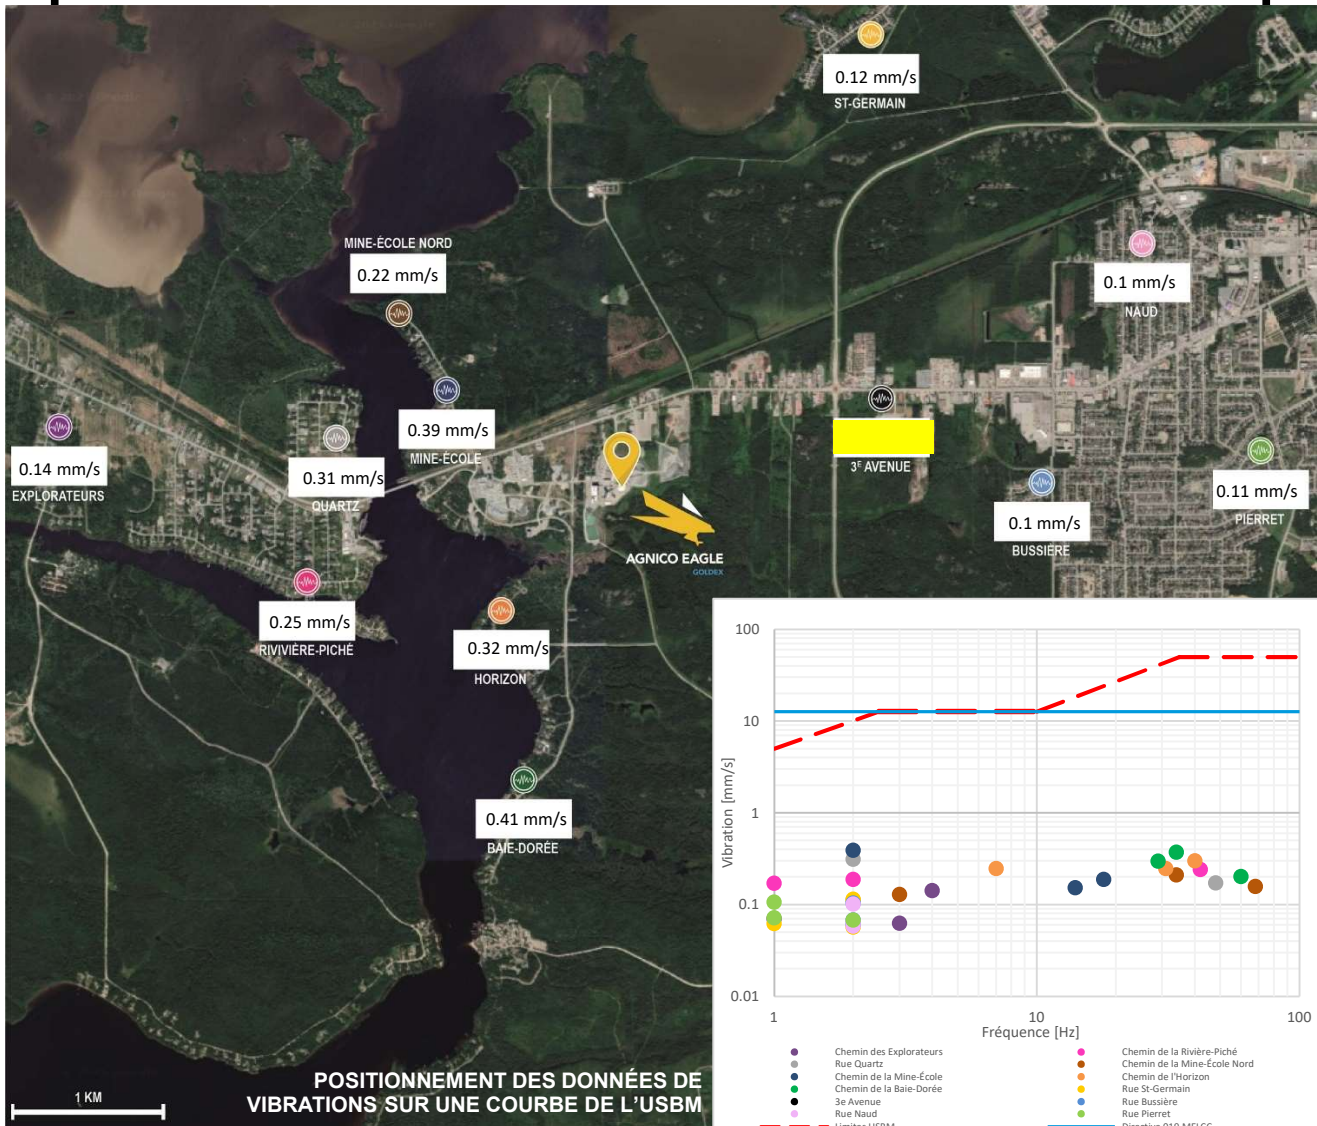 0.12 mm/s
ST-GERMAIN
MINE-ÉCOLE NORD
0.22 mm/s
0.1 mm/s
NAUD
0.39 mm/s
MINE-ÉCOLE
0.14 mm/s
EXPLORATEURS
0.31 mm/s
QUARTZ
3E AVENUE
0.11 mm/s
PIERRET
0.1 mm/s
BUSSIÈRE
AGNICO EAGLE
GOLDEX
0.25 mm/s
RIVIVIÈRE-PICHÉ
0.32 mm/s
HORIZON
0.41 mm/s
BAIE-DORÉE
1 KM
POSITIONNEMENT DES DONNÉES DE
VIBRATIONS SUR UNE COURBE DE L'USBM
100
10
1
0.1
0.01
Vibration [mm/s]
1 10 100
Fréquence [Hz]
Chemin des Explorateurs Chemin de la Rivière-Piché
Rue Quartz Chemin de la Mine-École Nord
Chemin de la Mine-École Chemin de l'Horizon
Chemin de la Baie-Dorée Rue St-Germain
3e Avenue Rue Bussière
Rue Naud Rue Pierret
Limites USBM Directive 019 MELCC